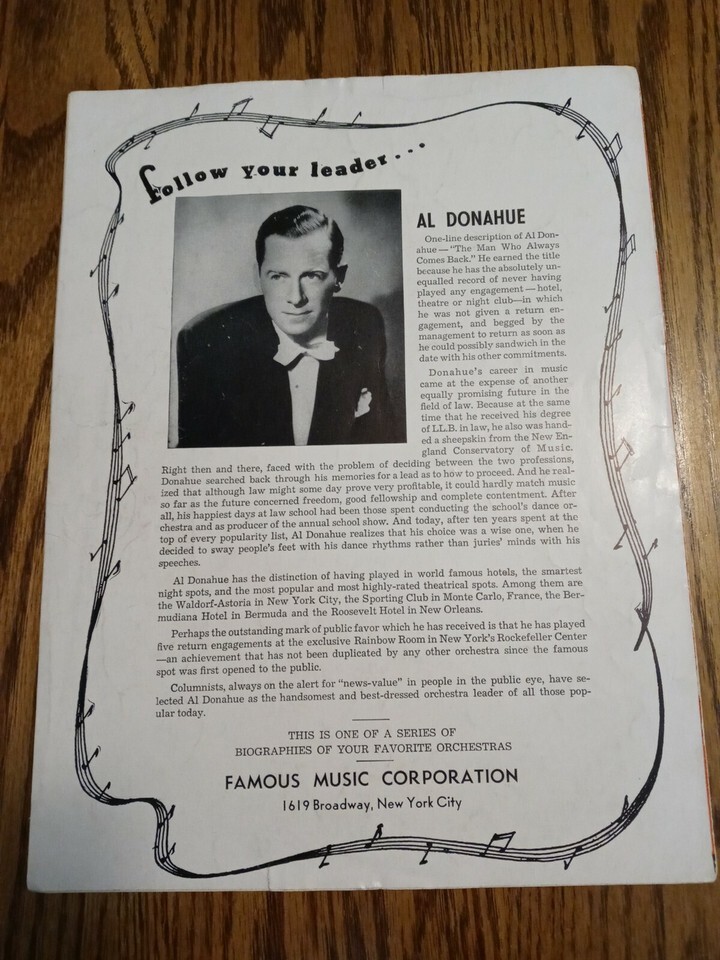 Follow your leader...
AL DONAHUE
One-line description of Al Don-
ahue — "The Man Who Always
Comes Back." He earned the title
because he has the absolutely un-
equalled record of never having
played any engagement — hotel,
theatre or night club—in which
he was not given a return en-
gagement, and begged by the
management to return as soon as
he could possibly sandwich in the
date with his other commitments.
Donahue's career in music
came at the expense of another
equally promising future in the
field of law. Because at the same
time that he received his degree
of LL.B. in law, he also was hand-
ed a sheepskin from the New En-
gland Conservatory of Music.
Right then and there, faced with the problem of deciding between the two professions,
Donahue searched back through his memories for a lead as to how to proceed. And he real-
ized that although law might some day prove very profitable, it could hardly match music
so far as the future concerned freedom, good fellowship and complete contentment. After
all, his happiest days at law school had been those spent conducting the school's dance or-
chestra and as producer of the annual school show. And today, after ten years spent at the
top of every popularity list, Al Donahue realizes that his choice was a wise one, when he
decided to sway people's feet with his dance rhythms rather than juries' minds with his
speeches.
Al Donahue has the distinction of having played in world famous hotels, the smartest
night spots, and the most popular and most highly-rated theatrical spots. Among them are
the Waldorf-Astoria in New York City, the Sporting Club in Monte Carlo, France, the Ber-
mudiana Hotel in Bermuda and the Roosevelt Hotel in New Orleans.
Perhaps the outstanding mark of public favor which he has received is that he has played
five return engagements at the exclusive Rainbow Room in New York's Rockefeller Center
—an achievement that has not been duplicated by any other orchestra since the famous
spot was first opened to the public.
Columnists, always on the alert for "news-value" in people in the public eye, have se-
lected Al Donahue as the handsomest and best-dressed orchestra leader of all those pop-
ular today.
THIS IS ONE OF A SERIES OF
BIOGRAPHIES OF YOUR FAVORITE ORCHESTRAS
FAMOUS MUSIC CORPORATION
1619 Broadway, New York City